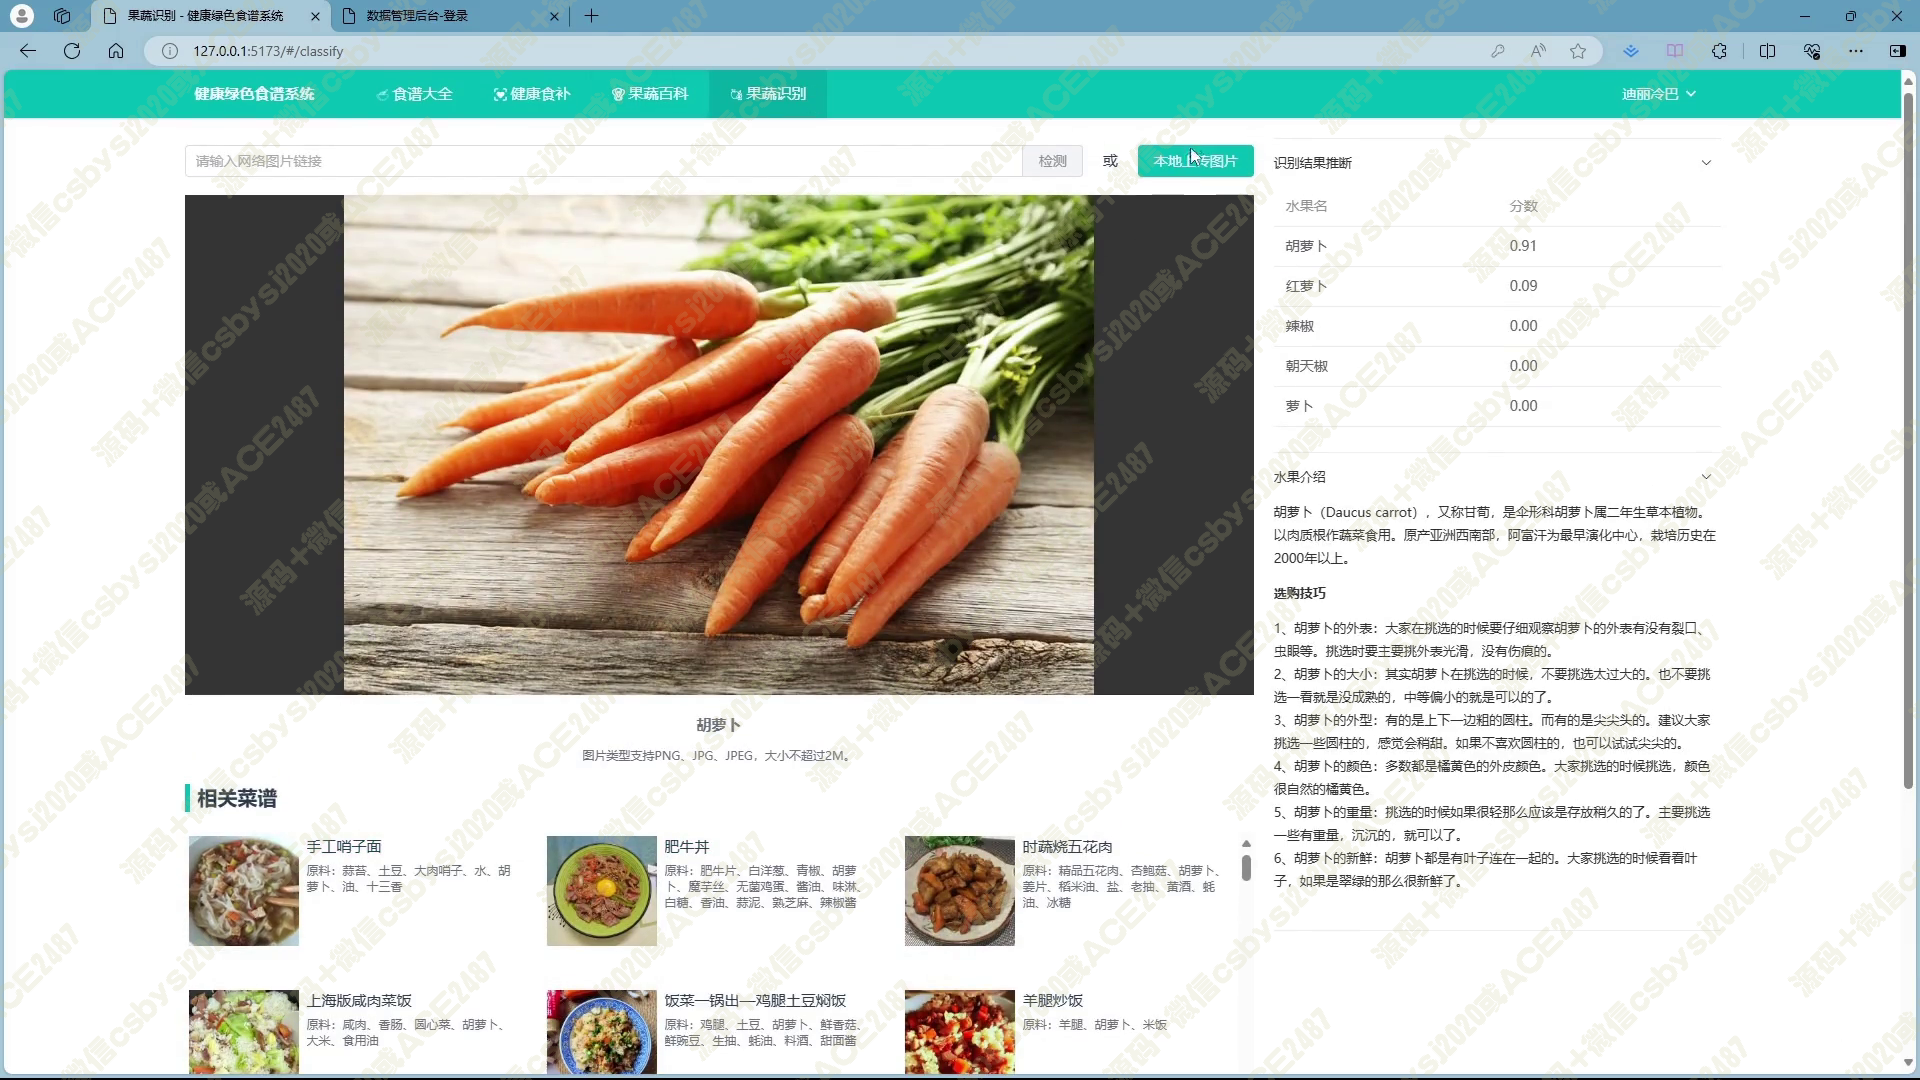 果蔬识别 - 健康绿色食谱系统
数据管理后台-登录
127.0.0.1:5173/#/classify
健康绿色食谱系统
食谱大全
健康食补
果蔬百科
果蔬识别
迪丽冷巴
请输入网络图片链接
检测
或
本地上传图片
胡萝卜
图片类型支持PNG、JPG、JPEG，大小不超过2M。
相关菜谱
手工哨子面
原料：蒜苔、土豆、大肉哨子、水、胡
萝卜、油、十三香
肥牛丼
原料：肥牛片、白洋葱、青椒、胡萝
卜、魔芋丝、无菌鸡蛋、酱油、味淋、
白糖、香油、蒜泥、熟芝麻、辣椒酱
时蔬烧五花肉
原料：精品五花肉、杏鲍菇、胡萝卜、
姜片、稻米油、盐、老抽、黄酒、蚝
油、冰糖
上海版咸肉菜饭
原料：咸肉、香肠、圆心菜、胡萝卜、
大米、食用油
饭菜一锅出—鸡腿土豆焖饭
原料：鸡腿、土豆、胡萝卜、鲜香菇、
鲜豌豆、生抽、蚝油、料酒、甜面酱
羊腿炒饭
原料：羊腿、胡萝卜、米饭
识别结果推断
水果名 分数
胡萝卜 0.91
红萝卜 0.09
辣椒 0.00
朝天椒 0.00
萝卜 0.00
水果介绍
胡萝卜（Daucus carrot），又称甘荀，是伞形科胡萝卜属二年生草本植物。
以肉质根作蔬菜食用。原产亚洲西南部，阿富汗为最早演化中心，栽培历史在
2000年以上。
选购技巧
1、胡萝卜的外表：大家在挑选的时候要仔细观察胡萝卜的外表有没有裂口、
虫眼等。挑选时要主要挑外表光滑，没有伤痕的。
2、胡萝卜的大小：其实胡萝卜在挑选的时候，不要挑选太过大的。也不要挑
选一看就是没成熟的，中等偏小的就是可以的了。
3、胡萝卜的外型：有的是上下一边粗的圆柱。而有的是尖尖头的。建议大家
挑选一些圆柱的，感觉会稍甜。如果不喜欢圆柱的，也可以试试尖尖的。
4、胡萝卜的颜色：多数都是橘黄色的外皮颜色。大家挑选的时候挑选，颜色
很自然的橘黄色。
5、胡萝卜的重量：挑选的时候如果很轻那么应该是存放稍久的了。主要挑选
一些有重量，沉沉的，就可以了。
6、胡萝卜的新鲜：胡萝卜都是有叶子连在一起的。大家挑选的时候看看叶
子，如果是翠绿的那么很新鲜了。
源码+微信csbysj2020或ACE2487